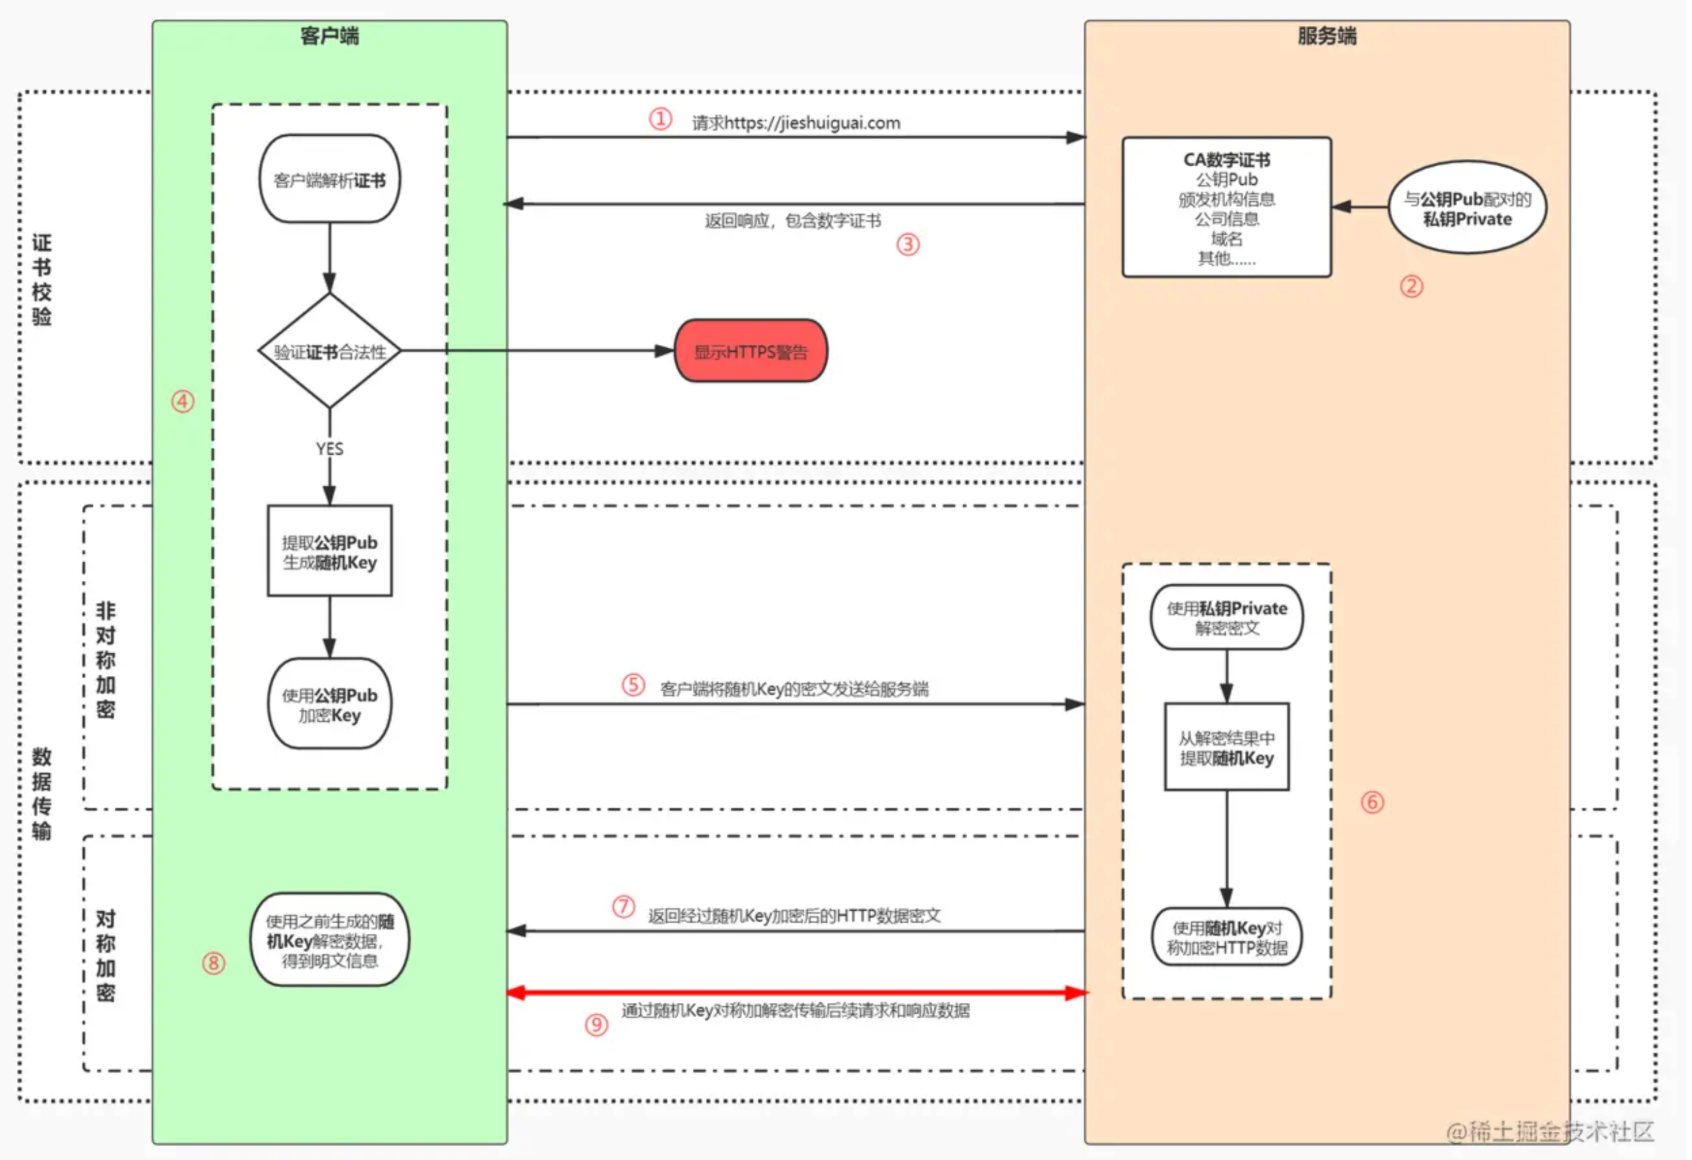 客户端
服务端
证书校验
① 请求https://jieshuiguai.com
客户端解析证书
CA数字证书
公钥Pub
颁发机构信息
公司信息
域名
其他......
与公钥Pub配对的
私钥Private
②
返回响应，包含数字证书
③
验证证书合法性
显示HTTPS警告
④
YES
数据传输
非对称加密
提取公钥Pub
生成随机Key
使用公钥Pub
加密Key
⑤ 客户端将随机Key的密文发送给服务端
使用私钥Private
解密密文
从解密结果中
提取随机Key
⑥
使用随机Key对
称加密HTTP数据
对称加密
⑦ 返回经过随机Key加密后的HTTP数据密文
使用之前生成的随
机Key解密数据，
得到明文信息
⑧
⑨ 通过随机Key对称加解密传输后续请求和响应数据
@稀土掘金技术社区